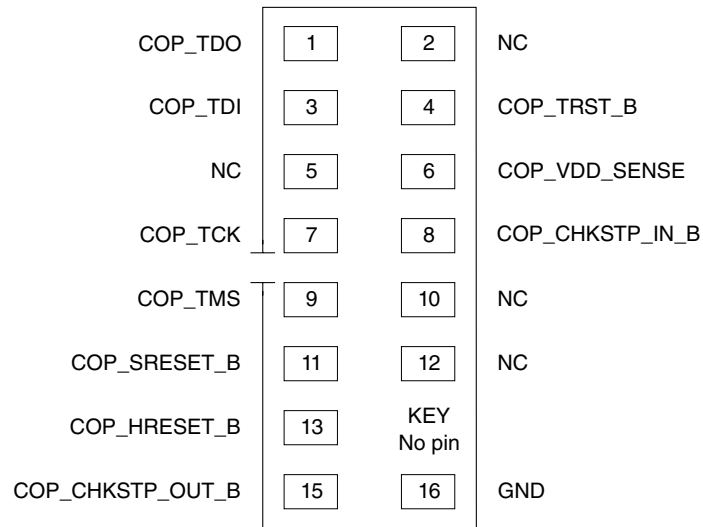 COP_TDO 1 2 NC
COP_TDI 3 4 COP_TRST_B
NC 5 6 COP_VDD_SENSE
COP_TCK 7 8 COP_CHKSTP_IN_B
COP_TMS 9 10 NC
COP_SRESET_B 11 12 NC
COP_HRESET_B 13 KEY
No pin
COP_CHKSTP_OUT_B 15 16 GND